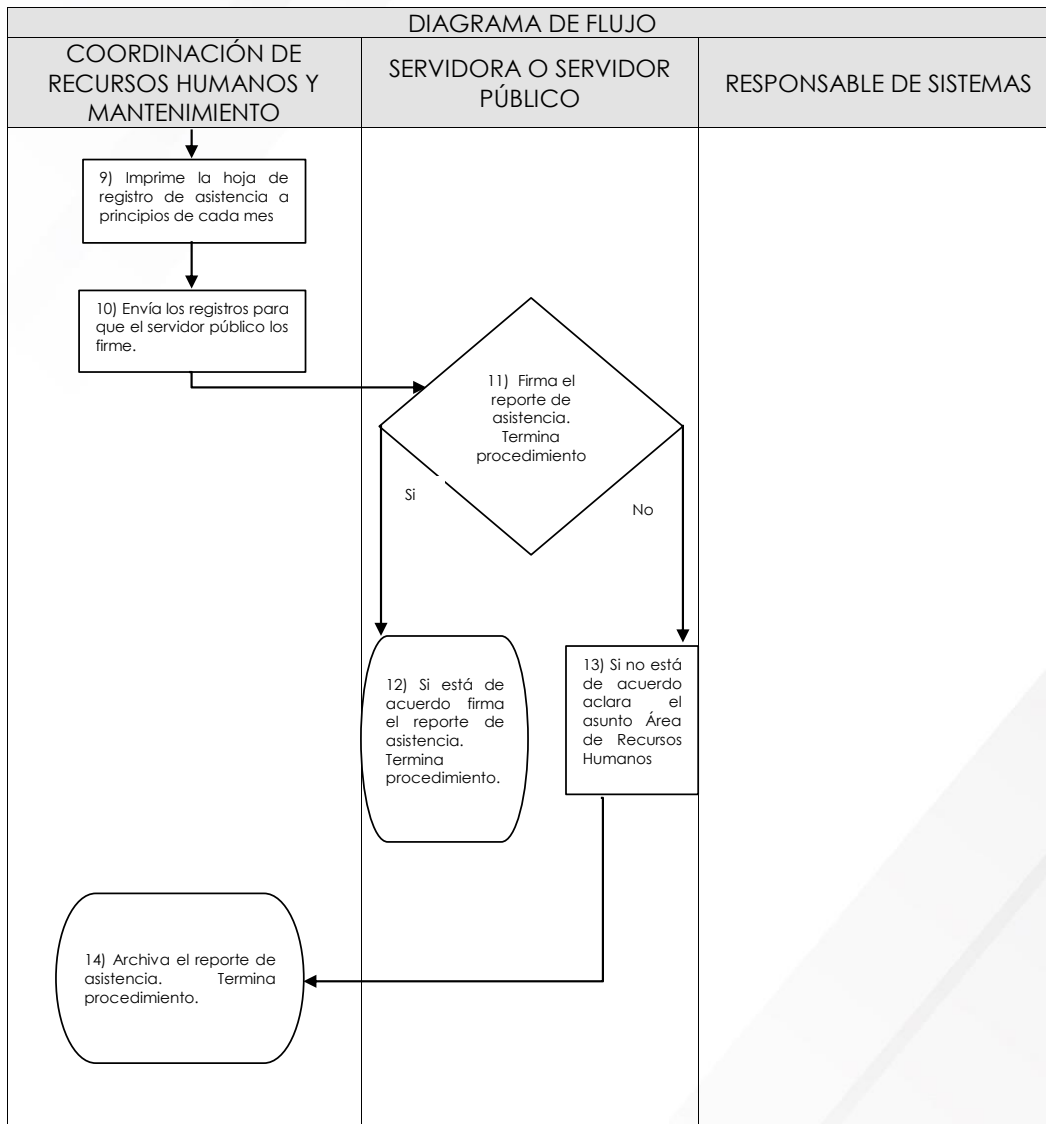 DIAGRAMA DE FLUJO
COORDINACIÓN DE
RECURSOS HUMANOS Y
MANTENIMIENTO
SERVIDORA O SERVIDOR
PÚBLICO
RESPONSABLE DE SISTEMAS
9) Imprime la hoja de
registro de asistencia a
principios de cada mes
10) Envía los registros para
que el servidor público los
firme.
11) Firma el
reporte de
asistencia.
Termina
procedimiento
Si
No
12) Si está de
acuerdo firma
el reporte de
asistencia.
Termina
procedimiento.
13) Si no está
de acuerdo
aclara el
asunto Área
de Recursos
Humanos
14) Archiva el reporte de
asistencia. Termina
procedimiento.